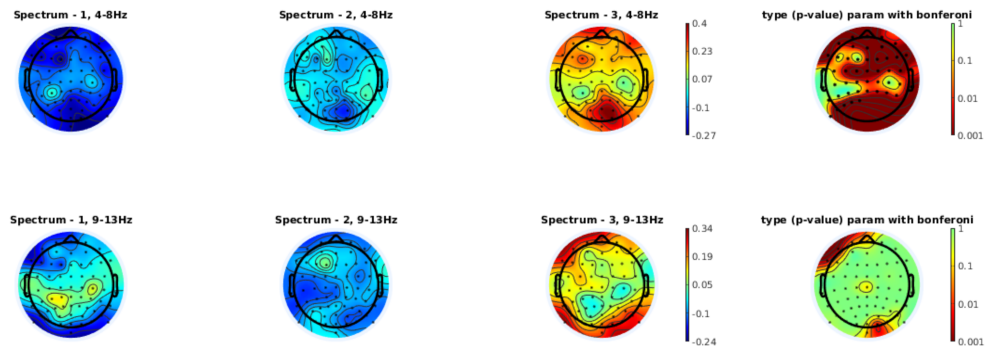 Spectrum - 1, 4-8Hz
Spectrum - 2, 4-8Hz
Spectrum - 3, 4-8Hz
type (p-value) param with bonferoni
0.4
0.23
0.07
-0.1
-0.27
1
0.1
0.01
0.001
Spectrum - 1, 9-13Hz
Spectrum - 2, 9-13Hz
Spectrum - 3, 9-13Hz
type (p-value) param with bonferoni
0.34
0.2
0.05
-0.1
-0.24
1
0.1
0.01
0.001